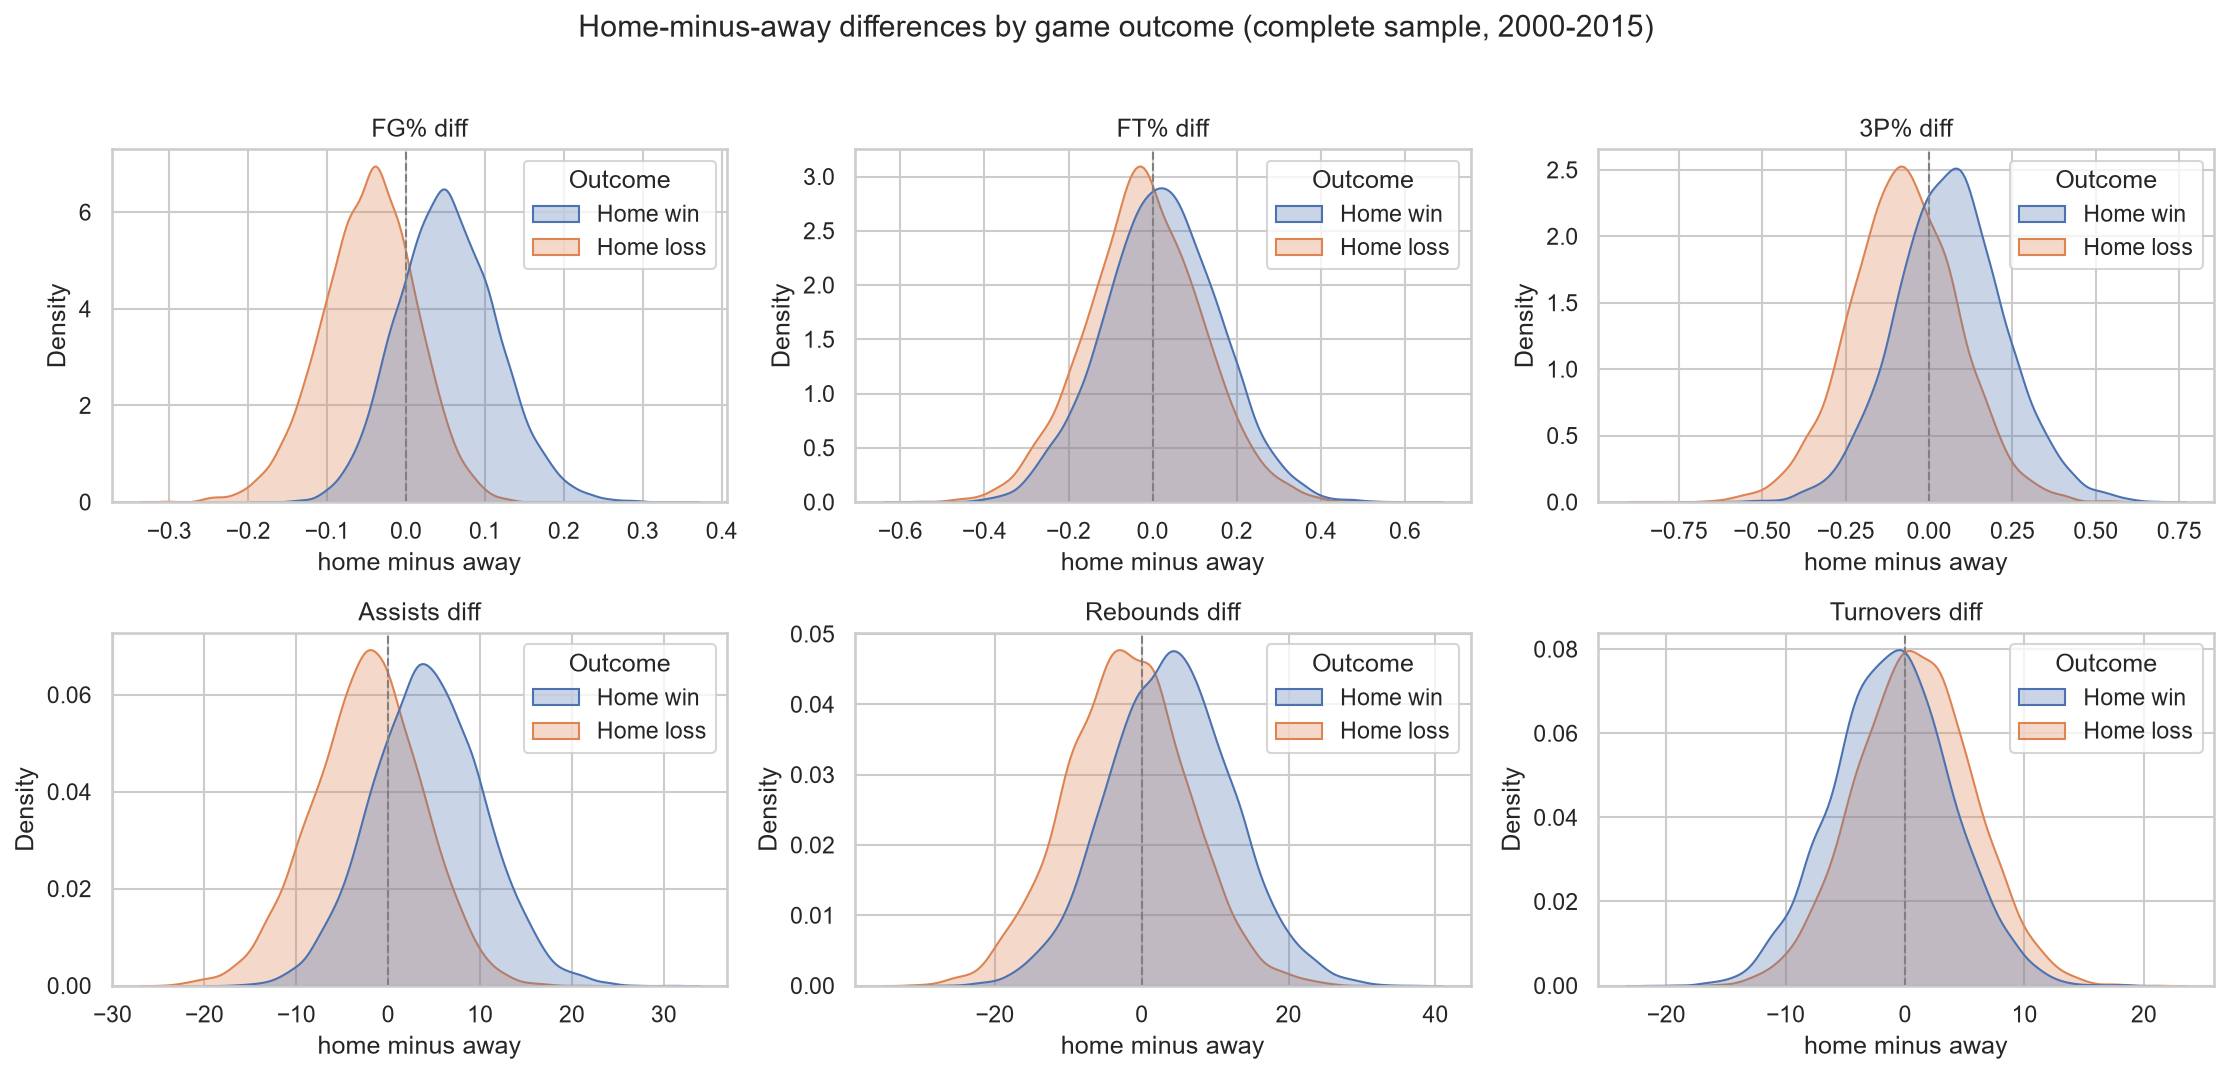 Home-minus-away differences by game outcome (complete sample, 2000-2015)
FG% diff
Density
6
4
2
0
Outcome
Home win
Home loss
−0.3 −0.2 −0.1 0.0 0.1 0.2 0.3 0.4
home minus away
FT% diff
Density
3.0
2.5
2.0
1.5
1.0
0.5
0.0
Outcome
Home win
Home loss
−0.6 −0.4 −0.2 0.0 0.2 0.4 0.6
home minus away
3P% diff
Density
2.5
2.0
1.5
1.0
0.5
0.0
Outcome
Home win
Home loss
−0.75 −0.50 −0.25 0.00 0.25 0.50 0.75
home minus away
Assists diff
Density
0.06
0.04
0.02
0.00
Outcome
Home win
Home loss
−30 −20 −10 0 10 20 30
home minus away
Rebounds diff
Density
0.05
0.04
0.03
0.02
0.01
0.00
Outcome
Home win
Home loss
−20 0 20 40
home minus away
Turnovers diff
Density
0.08
0.06
0.04
0.02
0.00
Outcome
Home win
Home loss
−20 −10 0 10 20
home minus away